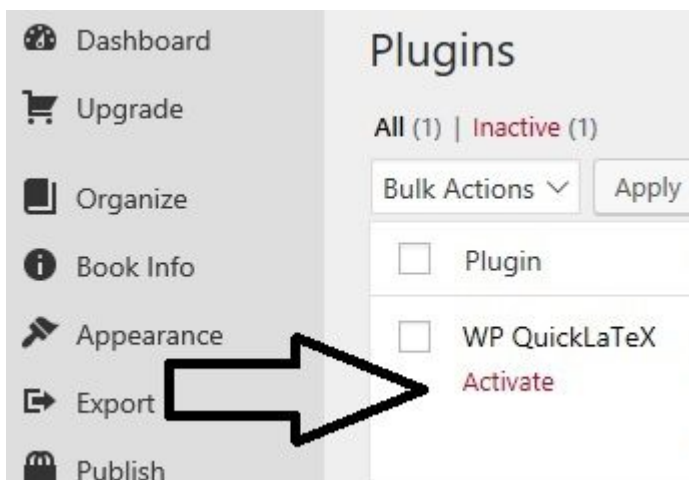 Dashboard
Upgrade
Organize
Book Info
Appearance
Export
Publish
Plugins
All (1) | Inactive (1)
Bulk Actions Apply
Plugin
WP QuickLaTeX
Activate